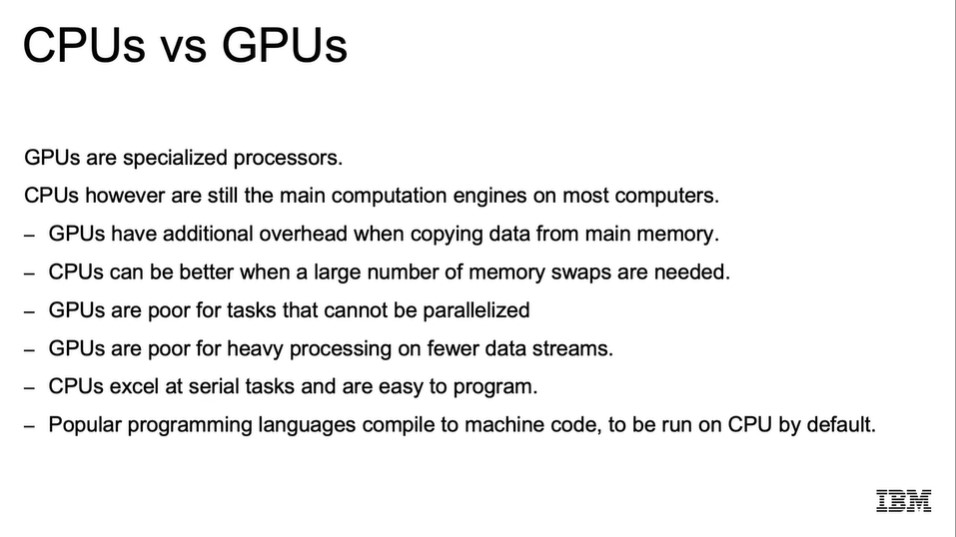 CPUs vs GPUs
GPUs are specialized processors.
CPUs however are still the main computation engines on most computers.
– GPUs have additional overhead when copying data from main memory.
– CPUs can be better when a large number of memory swaps are needed.
– GPUs are poor for tasks that cannot be parallelized
– GPUs are poor for heavy processing on fewer data streams.
– CPUs excel at serial tasks and are easy to program.
– Popular programming languages compile to machine code, to be run on CPU by default.
IBM